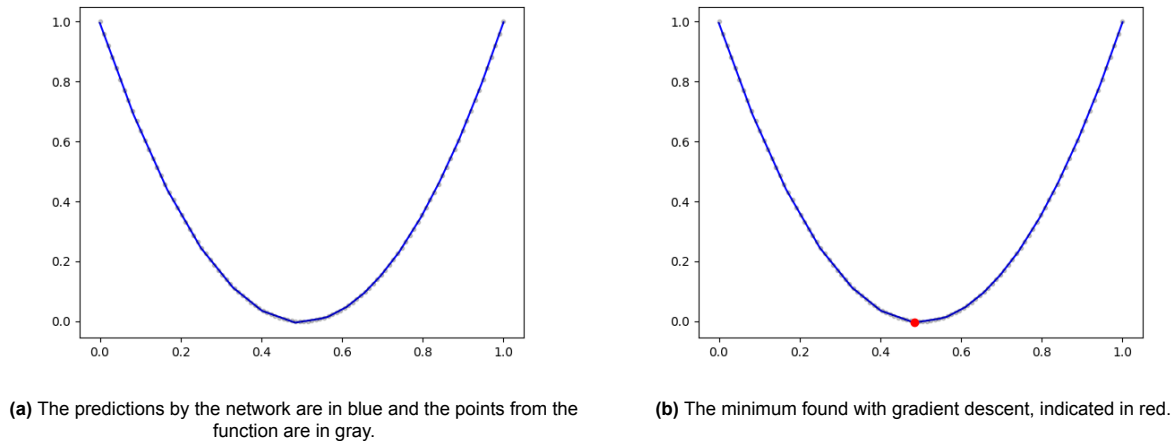 1.0
0.8
0.6
0.4
0.2
0.0
0.0 0.2 0.4 0.6 0.8 1.0
(a) The predictions by the network are in blue and the points from the
function are in gray.
1.0
0.8
0.6
0.4
0.2
0.0
0.0 0.2 0.4 0.6 0.8 1.0
(b) The minimum found with gradient descent, indicated in red.